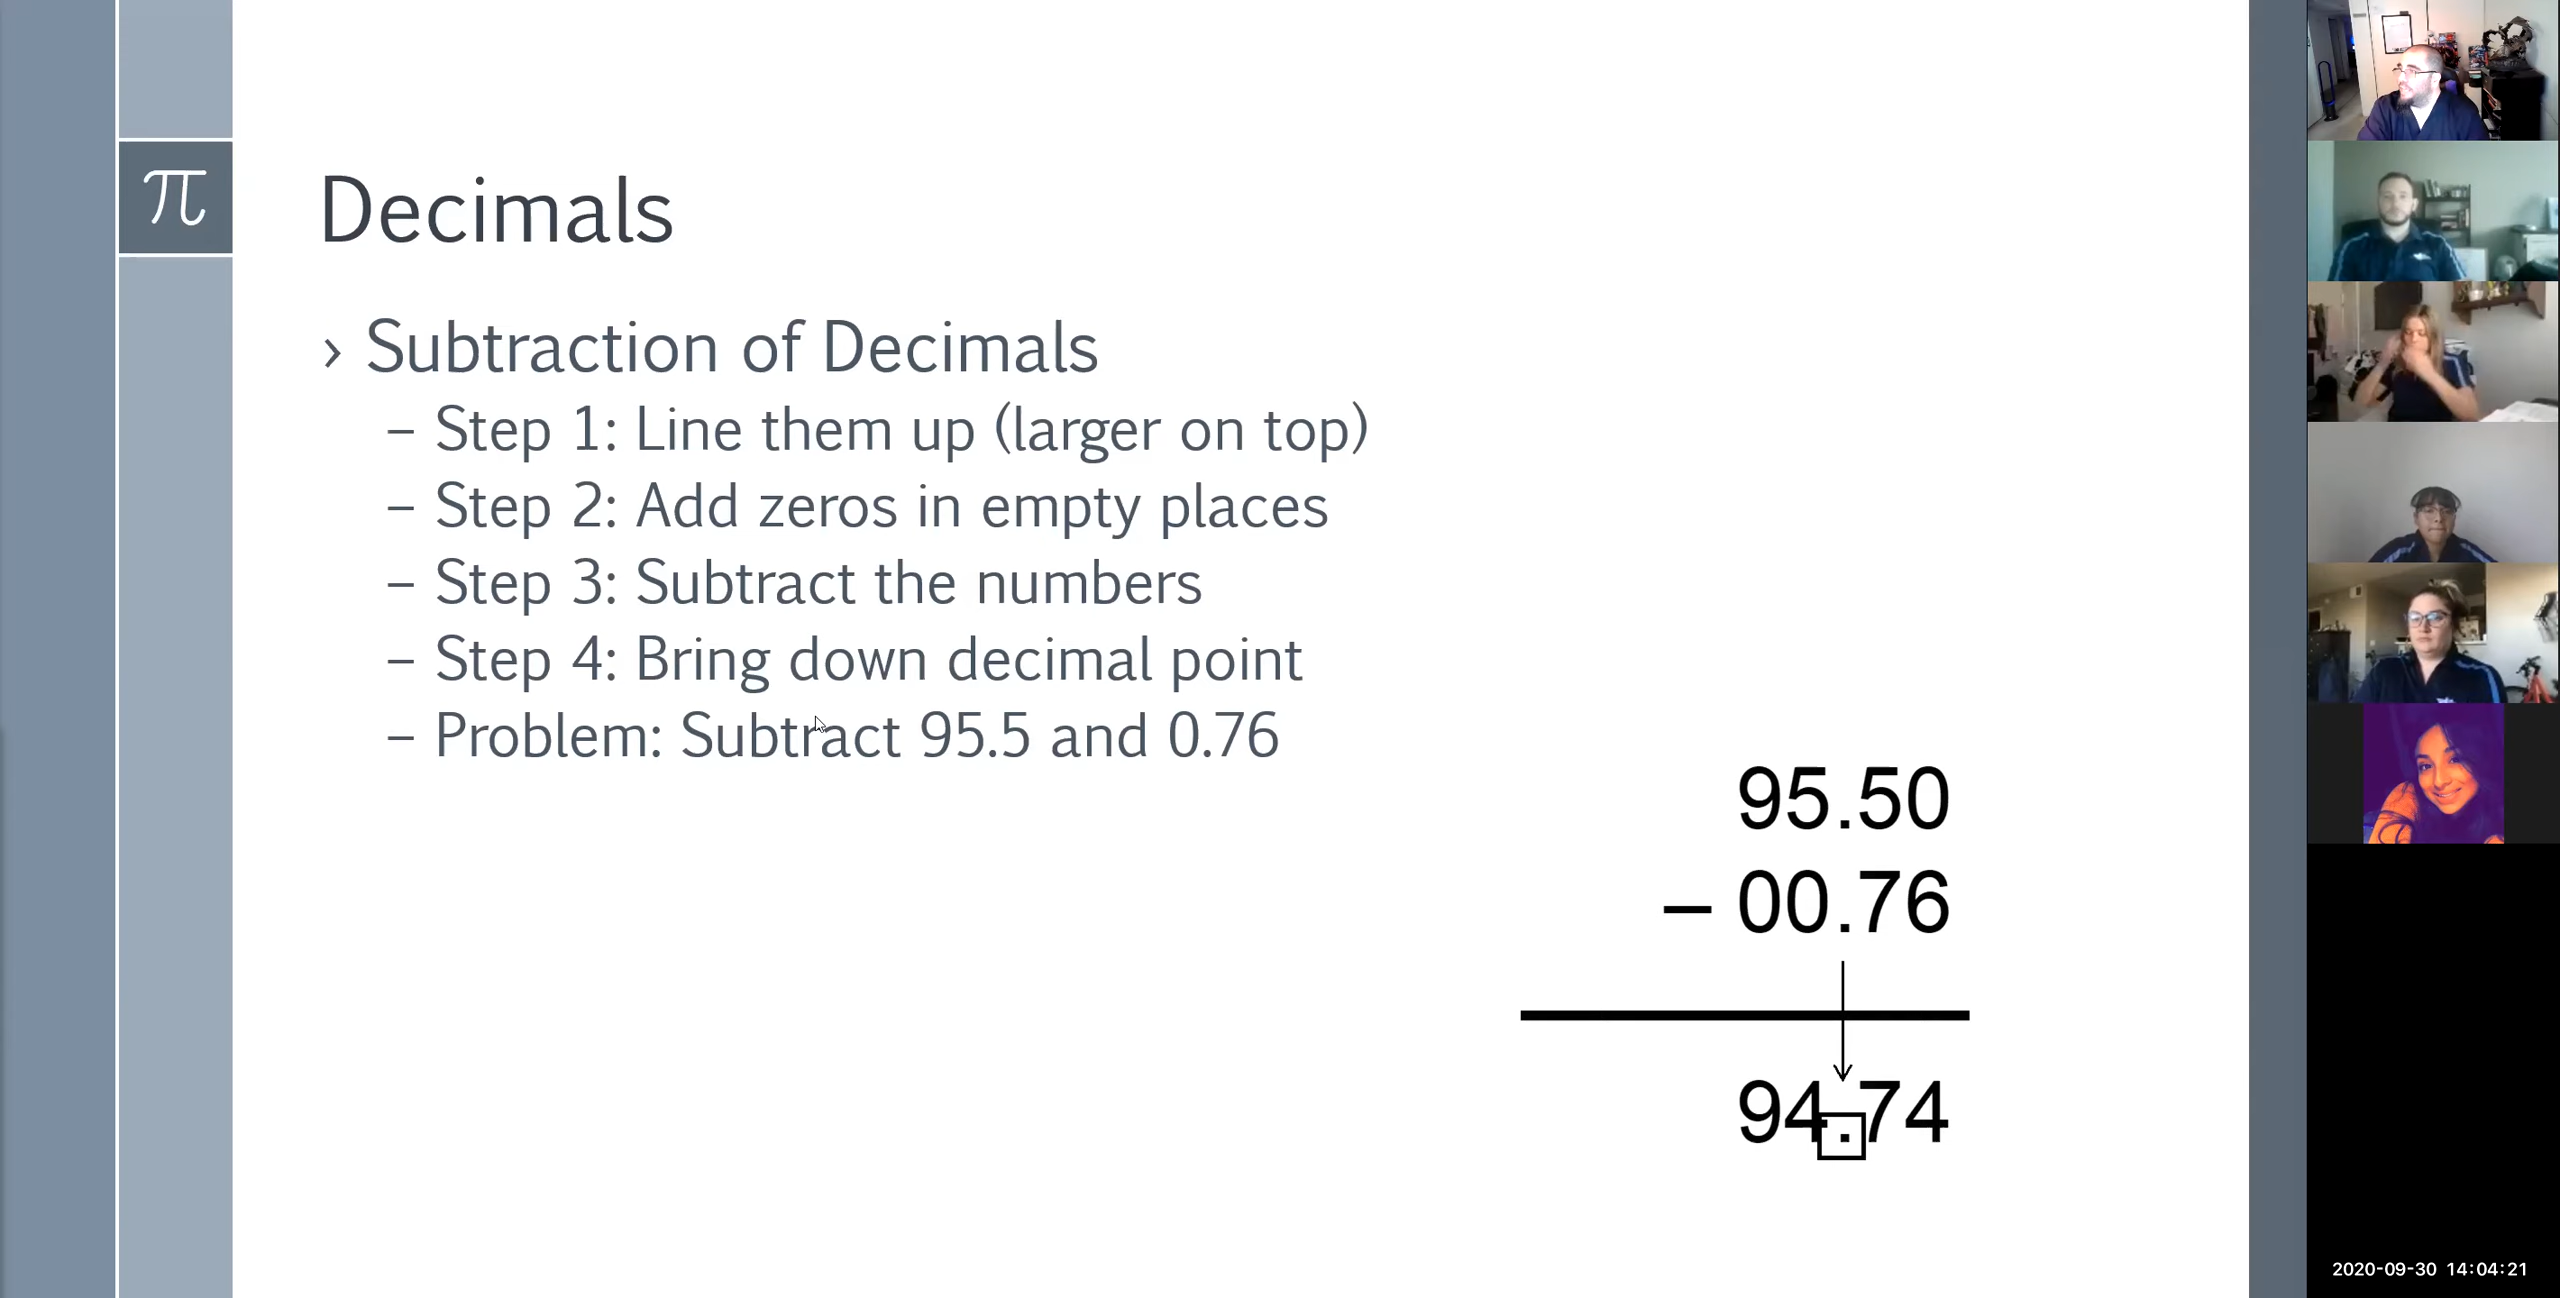 π
Decimals
› Subtraction of Decimals
– Step 1: Line them up (larger on top)
– Step 2: Add zeros in empty places
– Step 3: Subtract the numbers
– Step 4: Bring down decimal point
– Problem: Subtract 95.5 and 0.76
95.50
– 00.76
94.74
2020-09-30 14:04:21